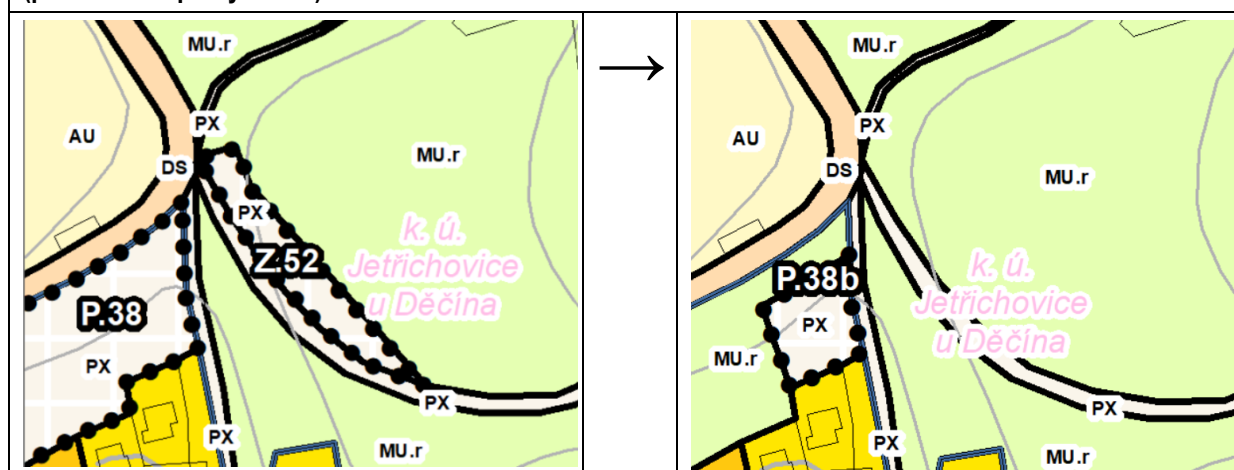 MU.r
PX
AU
MU.r
DS
PX
k. ú.
Z.52
Jetřichovice
u Děčína
P.38
PX
PX
PX
MU.r
→
MU.r
PX
AU
DS
MU.r
k. ú.
P.38b
Jetřichovice
PX
u Děčína
MU.r
PX
PX
MU.r